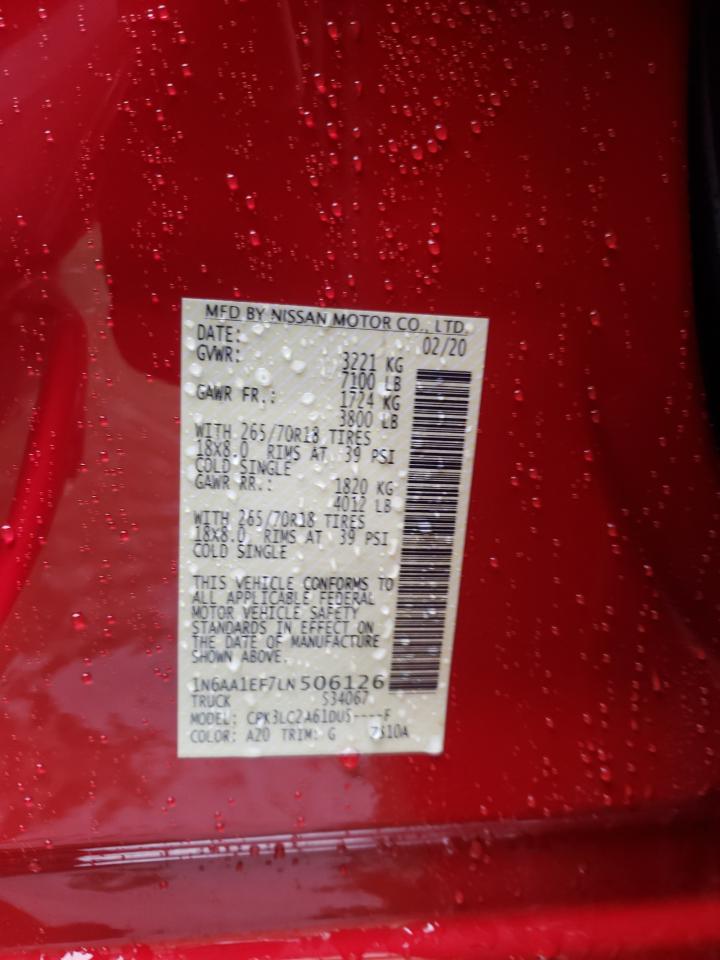 MFD BY NISSAN MOTOR CO., LTD.
DATE: 02/20
GVWR: 3221 KG
7100 LB
GAWR FR.: 1724 KG
3800 LB
WITH 265/70R18 TIRES
18X8.0 RIMS AT 39 PSI
COLD SINGLE
GAWR RR.: 1820 KG
4012 LB
WITH 265/70R18 TIRES
18X8.0 RIMS AT 39 PSI
COLD SINGLE
THIS VEHICLE CONFORMS TO
ALL APPLICABLE FEDERAL
MOTOR VEHICLE SAFETY
STANDARDS IN EFFECT ON
THE DATE OF MANUFACTURE
SHOWN ABOVE.
1N6AA1EF7LN506126
TRUCK S34067
MODEL: CPK3LC2A61DUS----F
COLOR: A20 TRIM: G